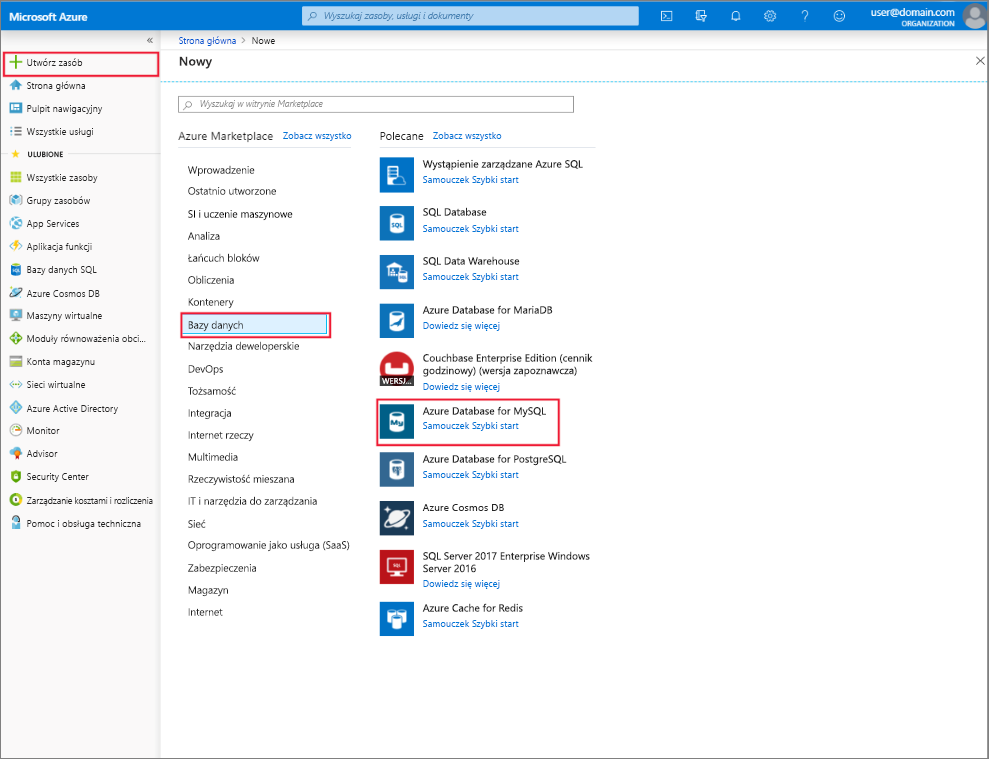 Microsoft Azure
Wyszukaj zasoby, usługi i dokumenty
user@domain.com
ORGANIZATION
Utwórz zasób
Strona główna
Pulpit nawigacyjny
Wszystkie usługi
ULUBIONE
Wszystkie zasoby
Grupy zasobów
App Services
Aplikacja funkcji
Bazy danych SQL
Azure Cosmos DB
Maszyny wirtualne
Moduły równoważenia obci...
Konta magazynu
Sieci wirtualne
Azure Active Directory
Monitor
Advisor
Security Center
Zarządzanie kosztami i rozliczenia
Pomoc i obsługa techniczna
Strona główna > Nowe
Nowy
Wyszukaj w witrynie Marketplace
Azure Marketplace Zobacz wszystko
Wprowadzenie
Ostatnio utworzone
SI i uczenie maszynowe
Analiza
Łańcuch bloków
Obliczenia
Kontenery
Bazy danych
Narzędzia deweloperskie
DevOps
Tożsamość
Integracja
Internet rzeczy
Multimedia
Rzeczywistość mieszana
IT i narzędzia do zarządzania
Sieć
Oprogramowanie jako usługa (SaaS)
Zabezpieczenia
Magazyn
Internet
Polecane Zobacz wszystko
Wystąpienie zarządzane Azure SQL
Samouczek Szybki start
SQL
SQL Database
Samouczek Szybki start
SQL Data Warehouse
Samouczek Szybki start
Azure Database for MariaDB
Dowiedz się więcej
WERSJ...
Couchbase Enterprise Edition (cennik
godzinowy) (wersja zapoznawcza)
Dowiedz się więcej
My
Azure Database for MySQL
Samouczek Szybki start
Azure Database for PostgreSQL
Samouczek Szybki start
Azure Cosmos DB
Samouczek Szybki start
SQL
SQL Server 2017 Enterprise Windows
Server 2016
Dowiedz się więcej
Azure Cache for Redis
Samouczek Szybki start